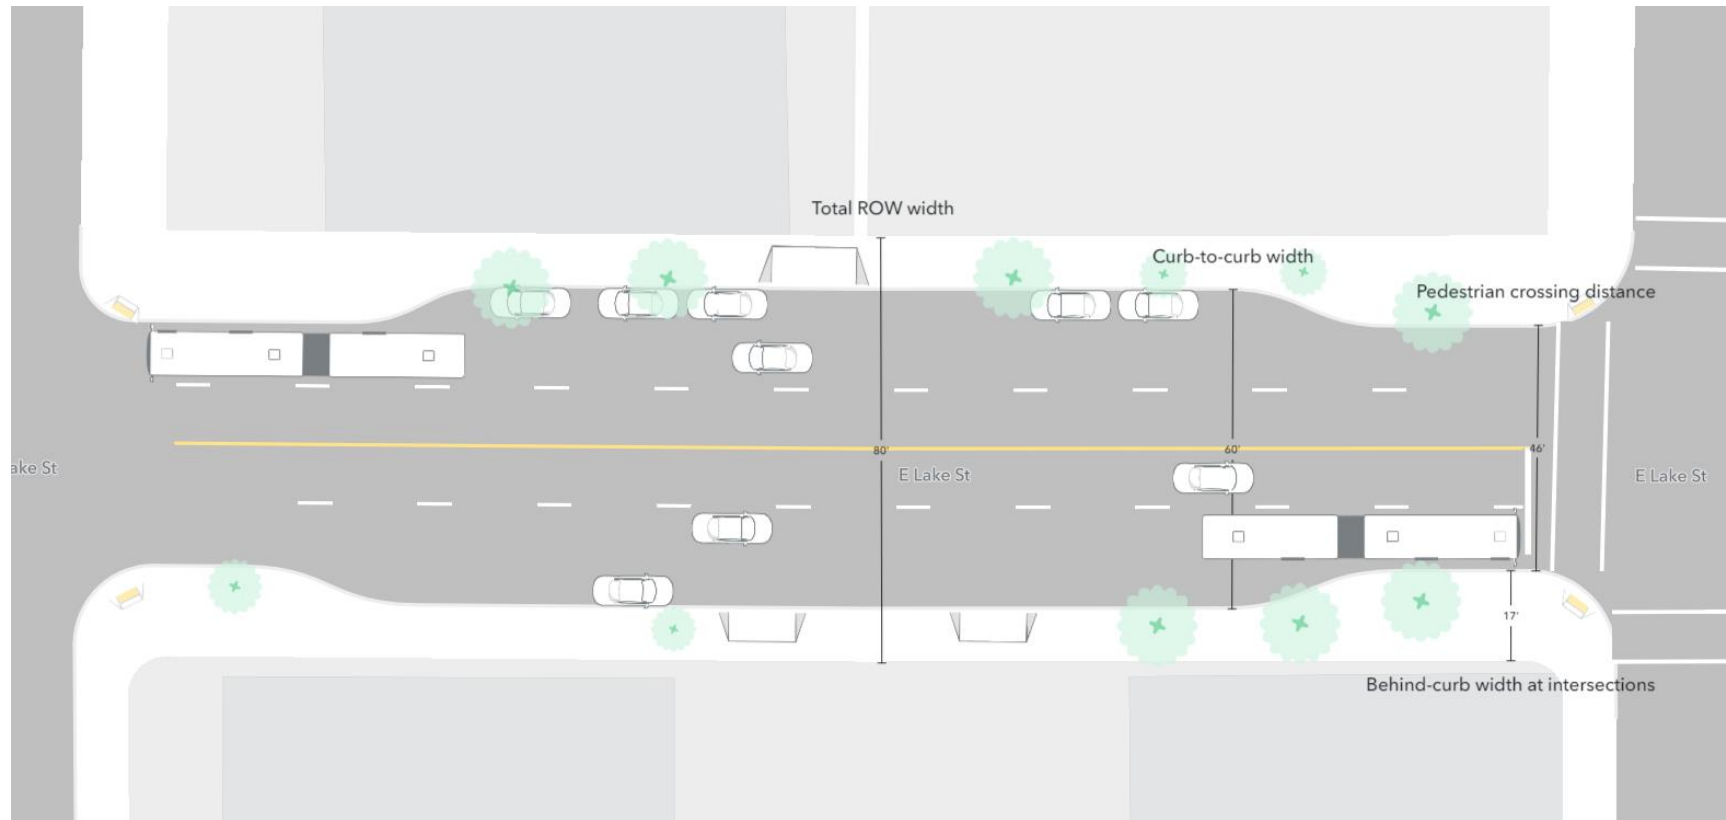 Total ROW width
Curb-to-curb width
Pedestrian crossing distance
80'
60'
46'
ake St
E Lake St
E Lake St
17'
Behind-curb width at intersections